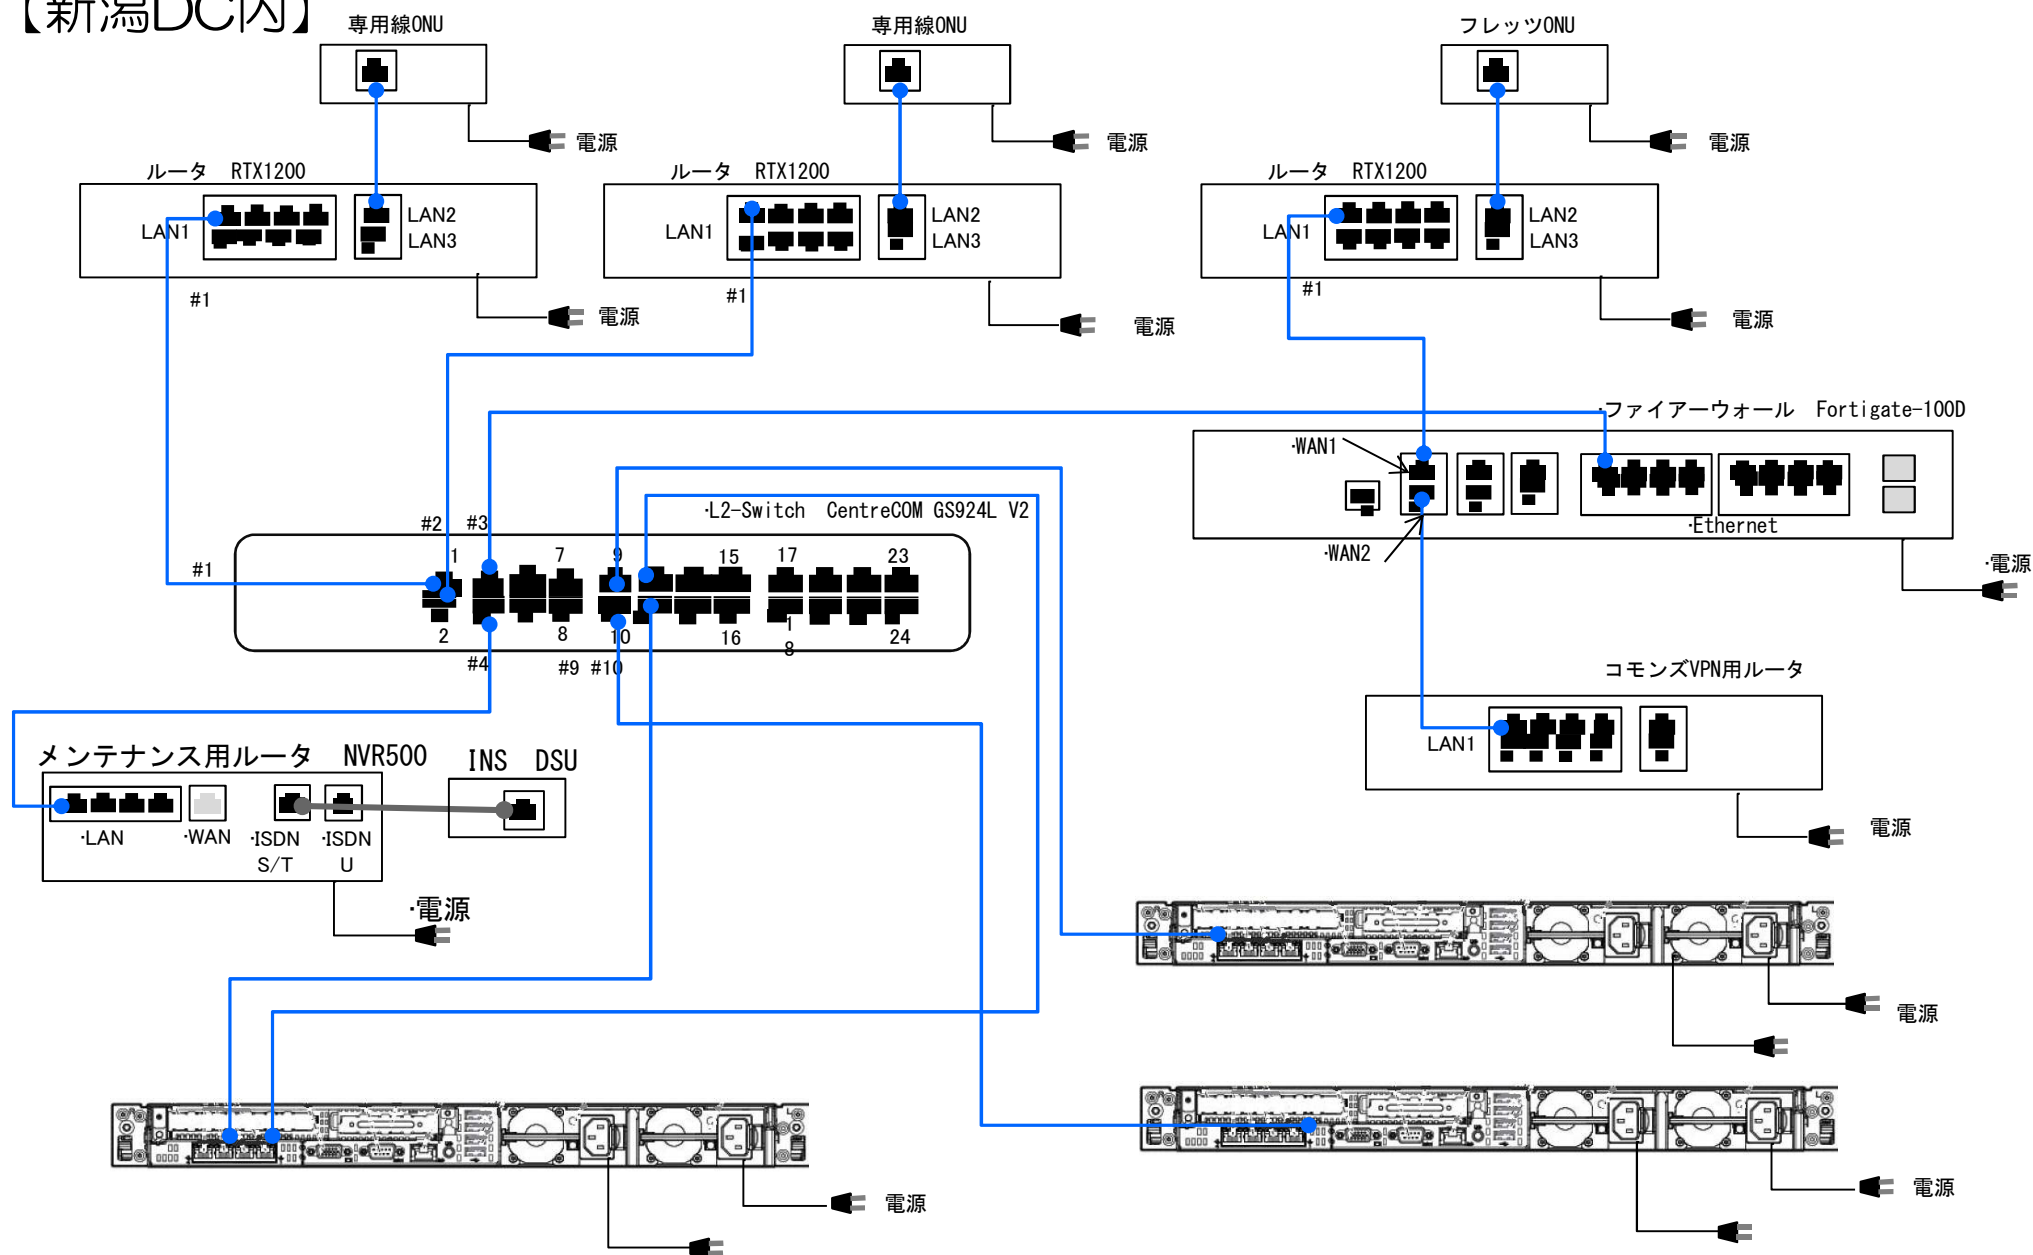 【新潟DC内】
専用線ONU
専用線ONU
フレッツONU
電源
電源
電源
ルータ RTX1200
ルータ RTX1200
ルータ RTX1200
LAN1
LAN2
LAN3
LAN1
LAN2
LAN3
LAN1
LAN2
LAN3
#1
#1
#1
電源
電源
電源
・ファイアーウォール Fortigate-100D
・WAN1
・WAN2
・Ethernet
・電源
・L2-Switch CentreCOM GS924L V2
#2
#3
#1
1
7
9
15
17
23
2
8
10
16
18
24
#4
#9
#10
コモンズVPN用ルータ
LAN1
電源
メンテナンス用ルータ NVR500
INS DSU
・LAN
・WAN
・ISDN
S/T
・ISDN
U
・電源
電源
電源
電源